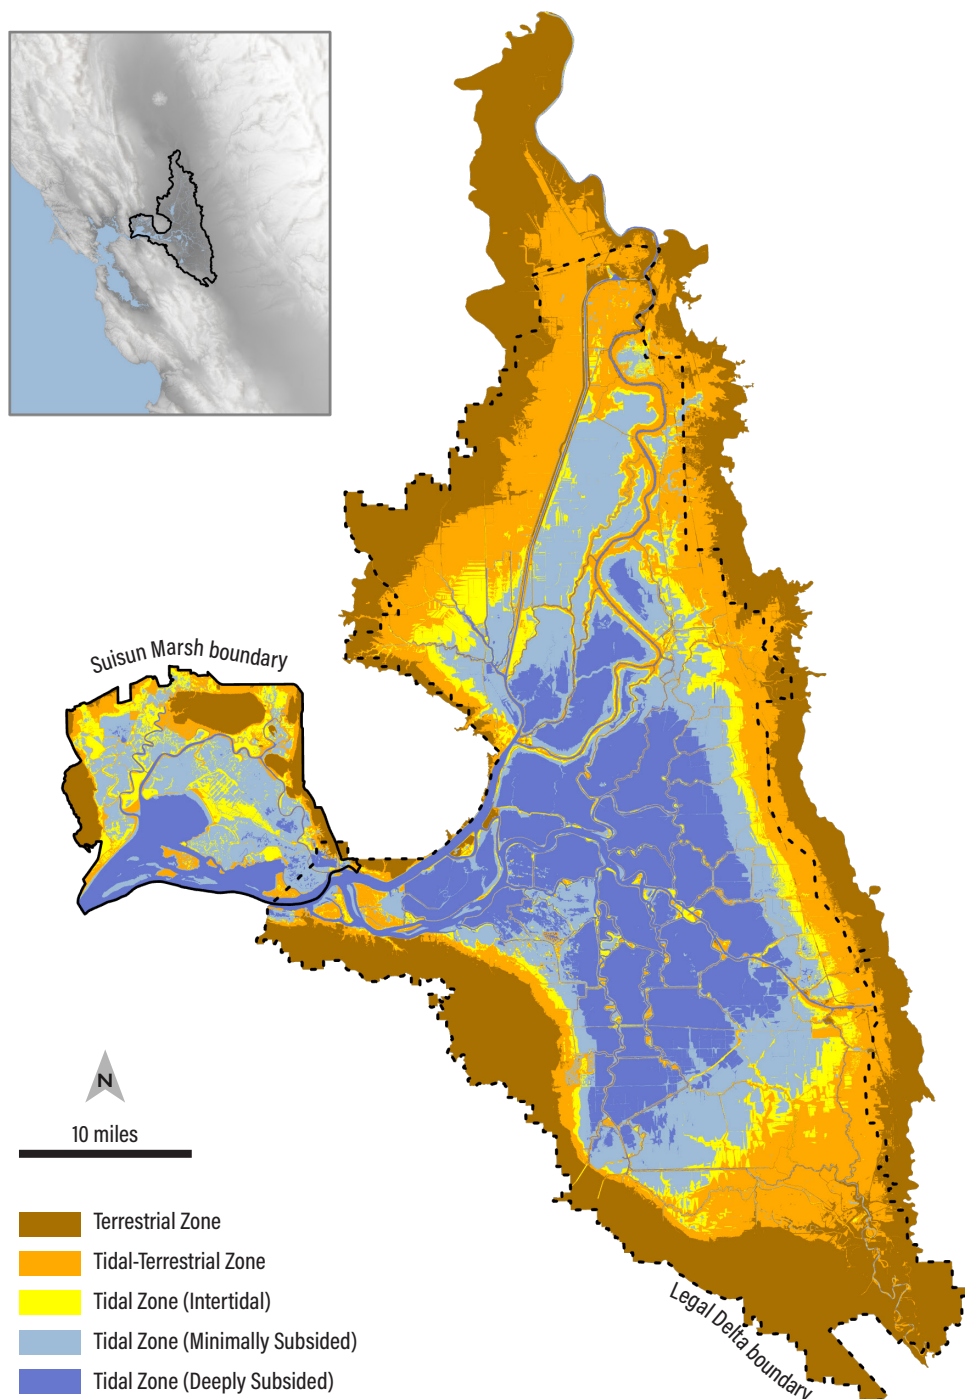 Suisun Marsh boundary
N
10 miles
Terrestrial Zone
Tidal-Terrestrial Zone
Tidal Zone (Intertidal)
Tidal Zone (Minimally Subsided)
Tidal Zone (Deeply Subsided)
Legal Delta boundary